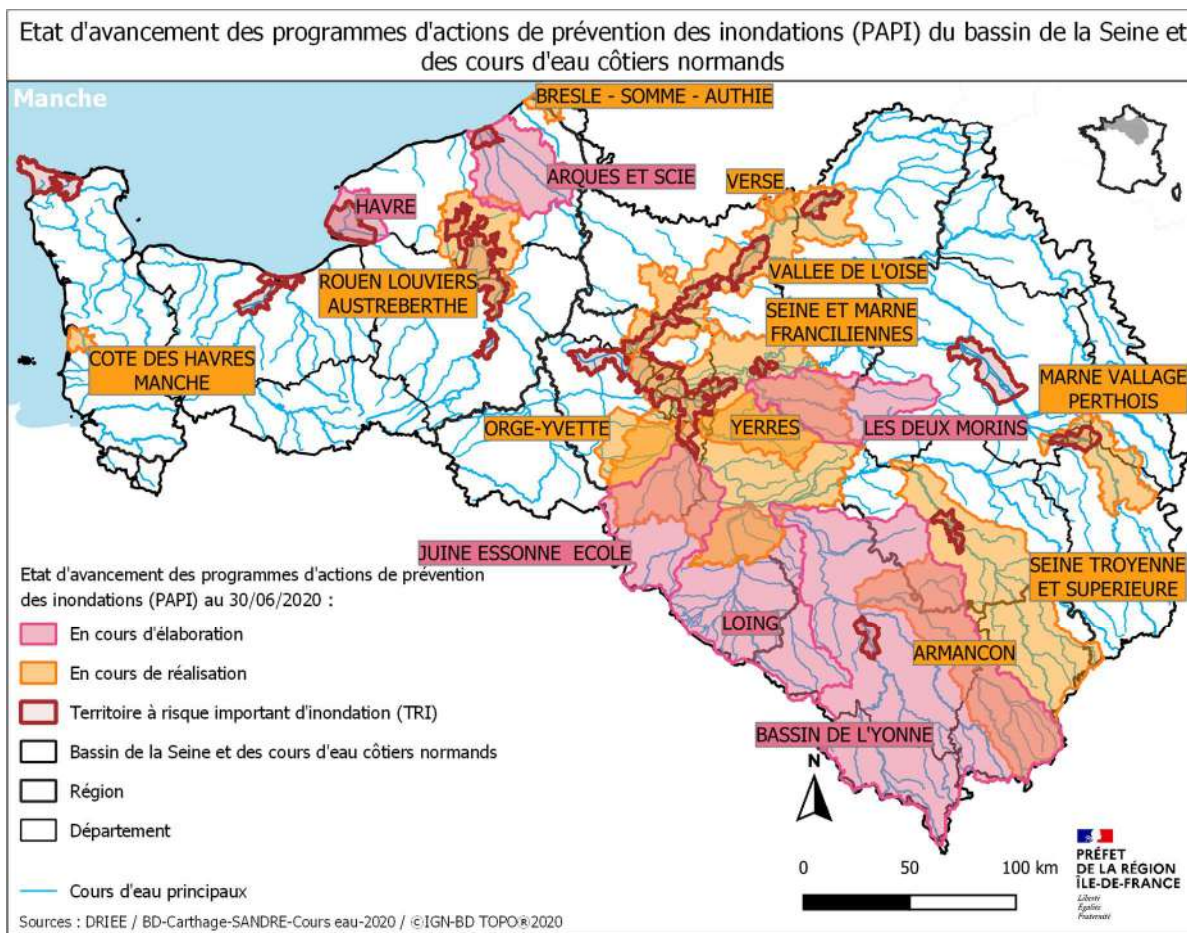 Etat d'avancement des programmes d'actions de prévention des inondations (PAPI) du bassin de la Seine et
des cours d'eau côtiers normands
Manche
BRESLE - SOMME - AUTHIE
ARQUES ET SCIE
VERSE
HAVRE
ROUEN LOUVIERS
AUSTREBERTHE
VALLEE DE L'OISE
SEINE ET MARNE
FRANCILIENNES
COTE DES HAVRES
MANCHE
MARNE VALLAGE
PERTHOIS
ORGE-YVETTE
YERRES
LES DEUX MORINS
JUINE ESSONNE ECOLE
SEINE TROYENNE
ET SUPERIEURE
LOING
ARMANCON
BASSIN DE L'YONNE
Etat d'avancement des programmes d'actions de prévention
des inondations (PAPI) au 30/06/2020 :
En cours d'élaboration
En cours de réalisation
Territoire à risque important d'inondation (TRI)
Bassin de la Seine et des cours d'eau côtiers normands
Région
Département
Cours d'eau principaux
N
0 50 100 km
PRÉFET
DE LA RÉGION
ÎLE-DE-FRANCE
Liberté
Égalité
Fraternité
Sources : DRIEE / BD-Carthage-SANDRE-Cours eau-2020 / ©IGN-BD TOPO®2020